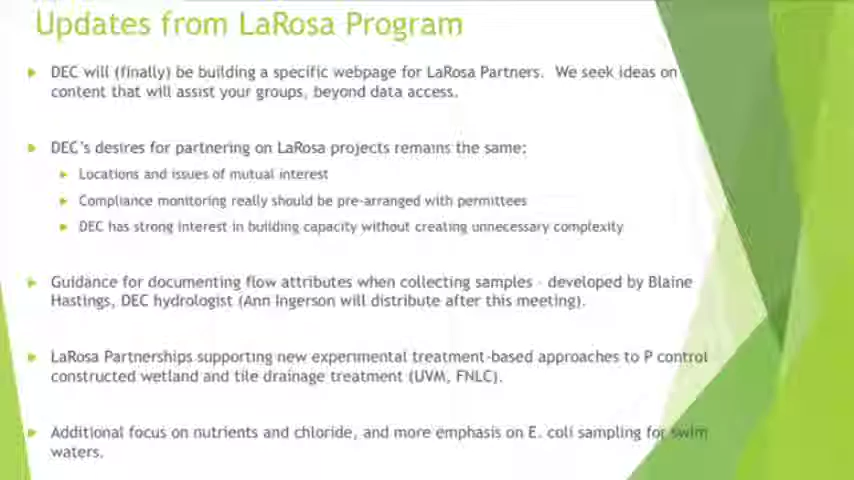 Updates from LaRosa Program
DEC will (finally) be building a specific webpage for LaRosa Partners. We seek ideas on
content that will assist your groups, beyond data access.
DEC's desires for partnering on LaRosa projects remains the same:
Locations and issues of mutual interest
Compliance monitoring really should be pre-arranged with permittees
DEC has strong interest in building capacity without creating unnecessary complexity
Guidance for documenting flow attributes when collecting samples - developed by Blaine
Hastings, DEC hydrologist (Ann Ingerson will distribute after this meeting).
LaRosa Partnerships supporting new experimental treatment-based approaches to P control
constructed wetland and tile drainage treatment (UVM, FNLC).
Additional focus on nutrients and chloride, and more emphasis on E. coli sampling for swim
waters.